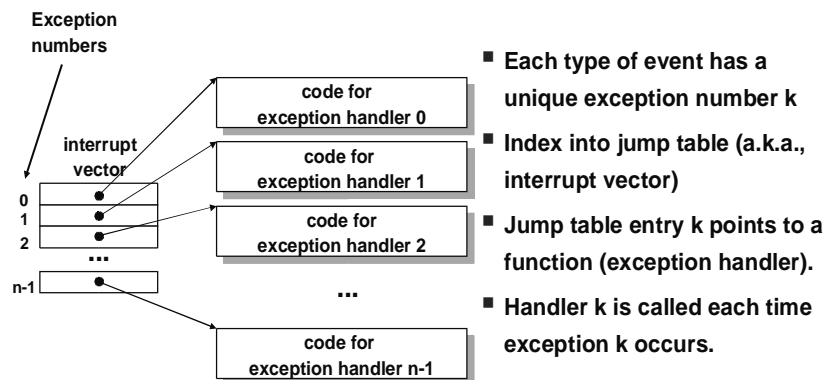 Exception
numbers
interrupt
vector
0
1
2
...
n-1
code for
exception handler 0
code for
exception handler 1
code for
exception handler 2
...
code for
exception handler n-1
▪ Each type of event has a
unique exception number k
▪ Index into jump table (a.k.a.,
interrupt vector)
▪ Jump table entry k points to a
function (exception handler).
▪ Handler k is called each time
exception k occurs.